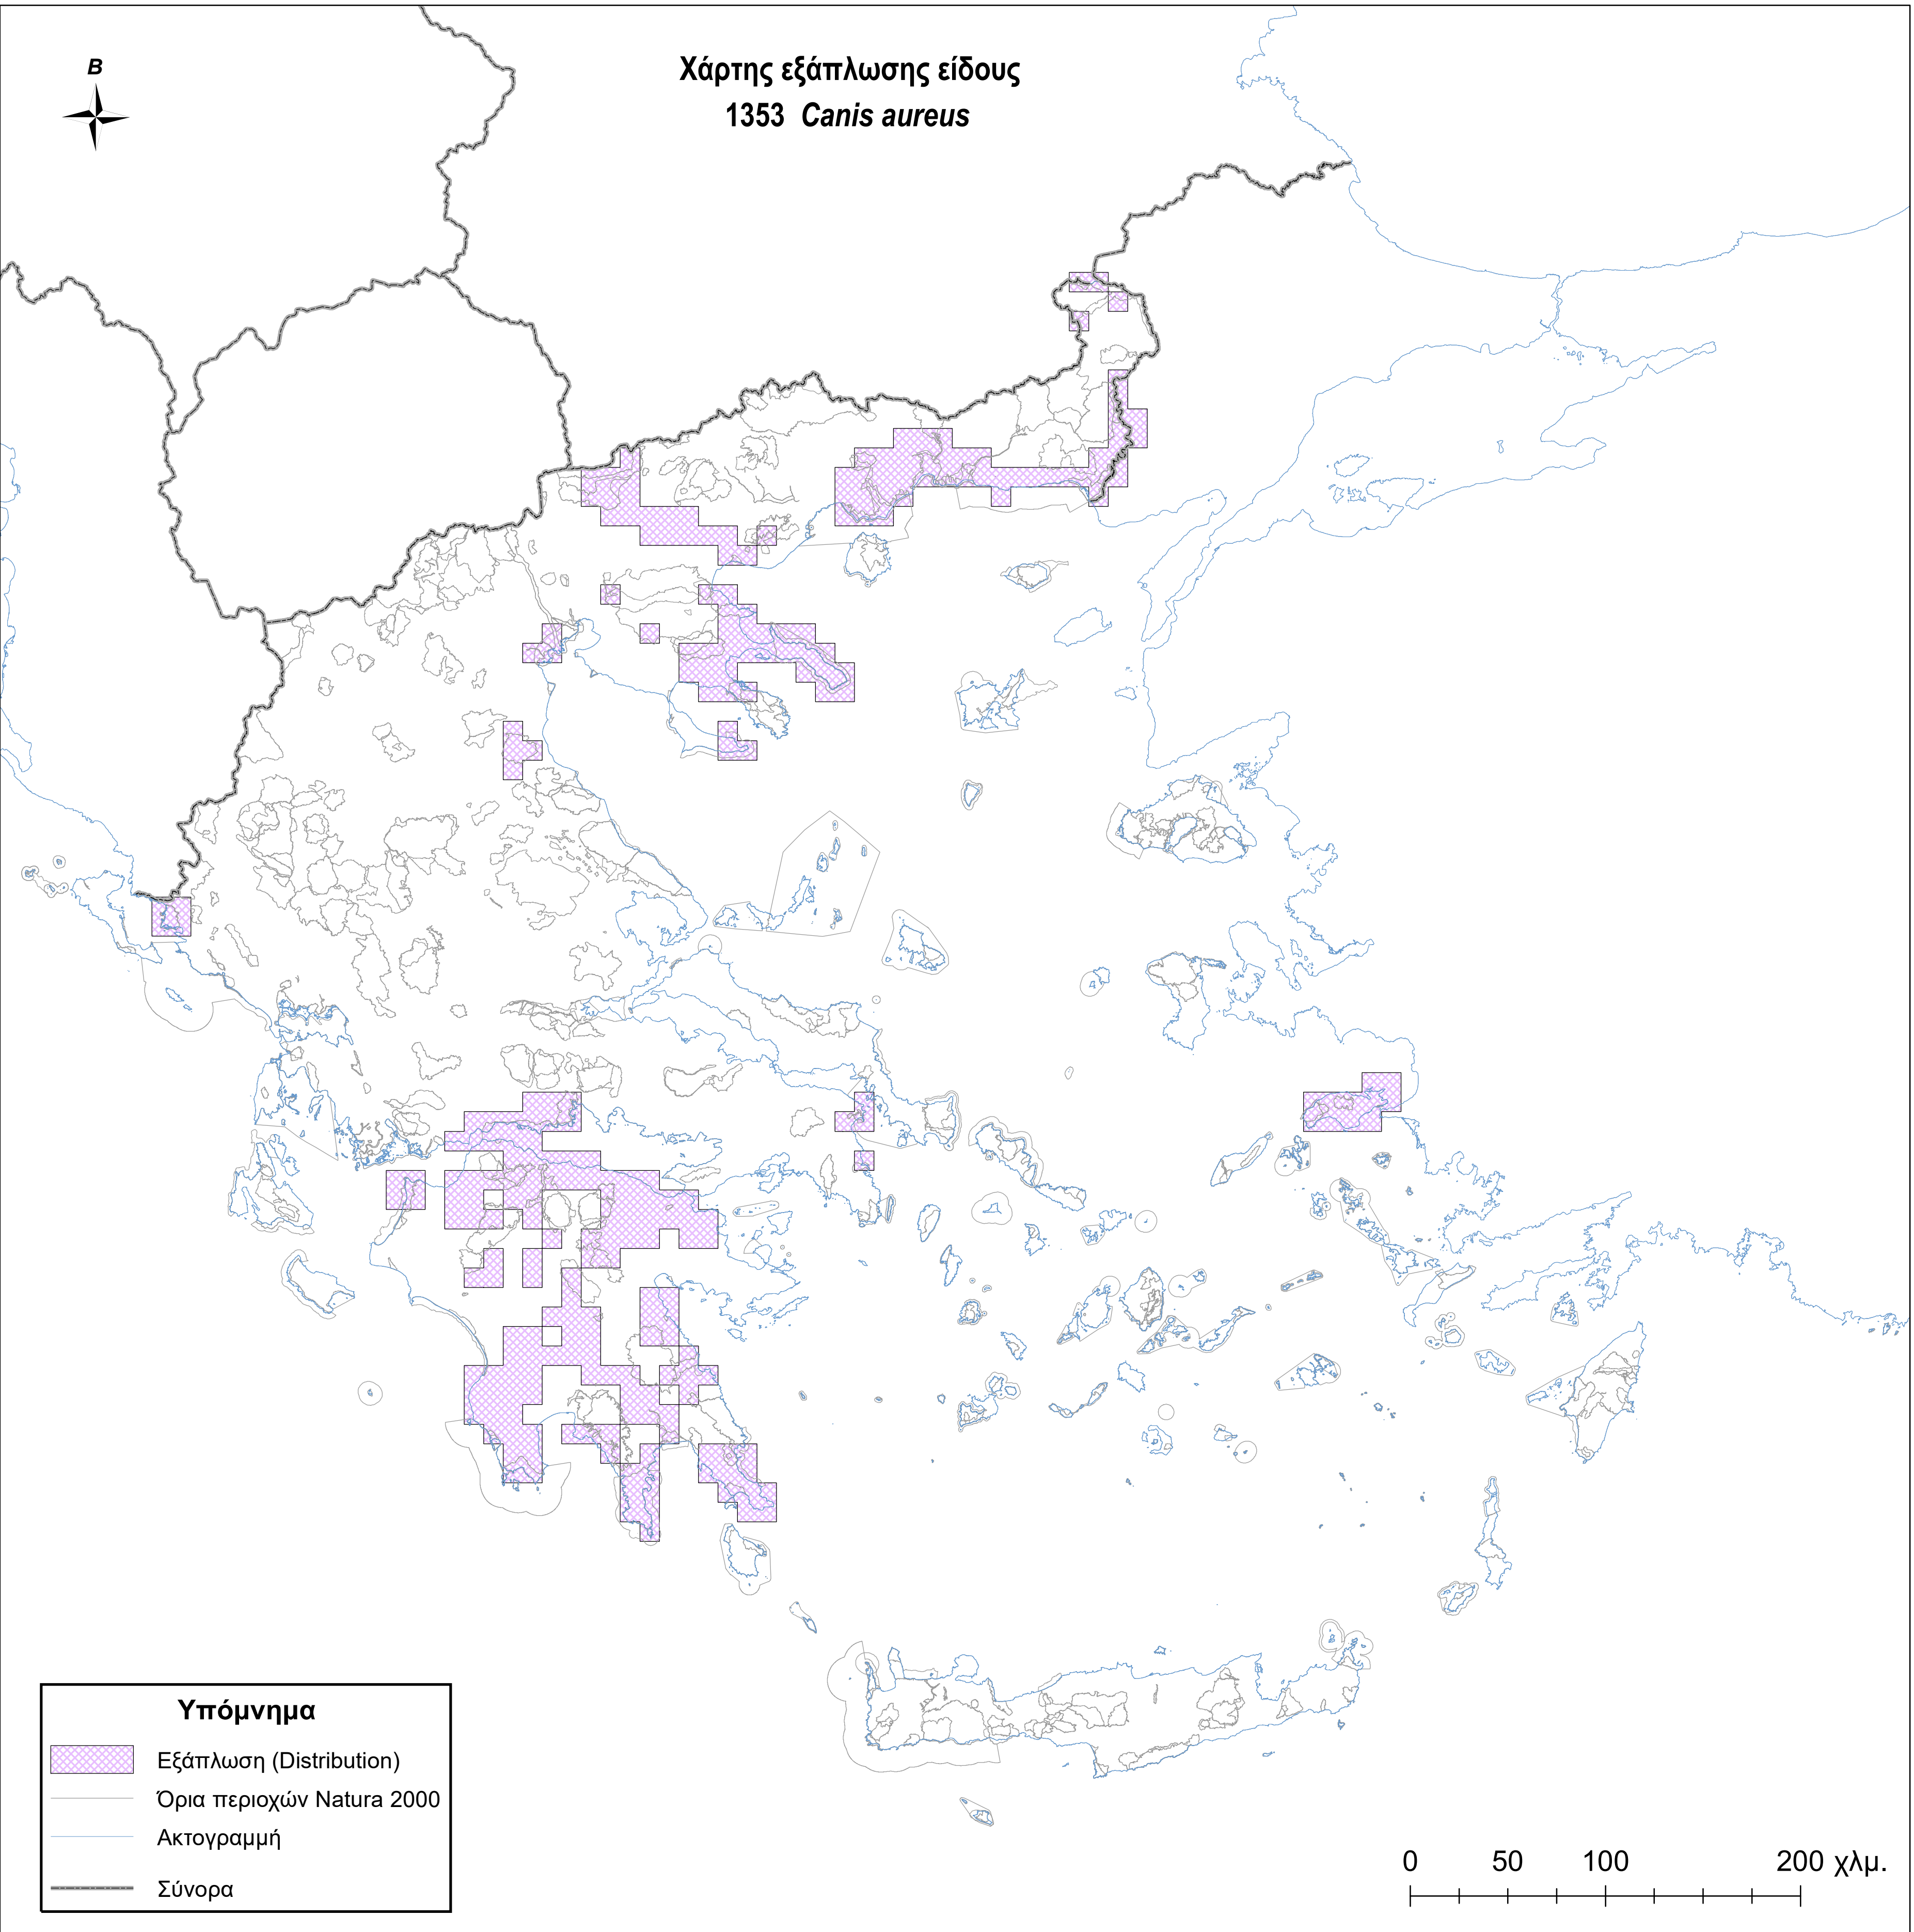 B
Χάρτης εξάπλωσης είδους
1353 Canis aureus
Υπόμνημα
Εξάπλωση (Distribution)
Όρια περιοχών Natura 2000
Ακτογραμμή
Σύνορα
0 50 100 200 χλμ.